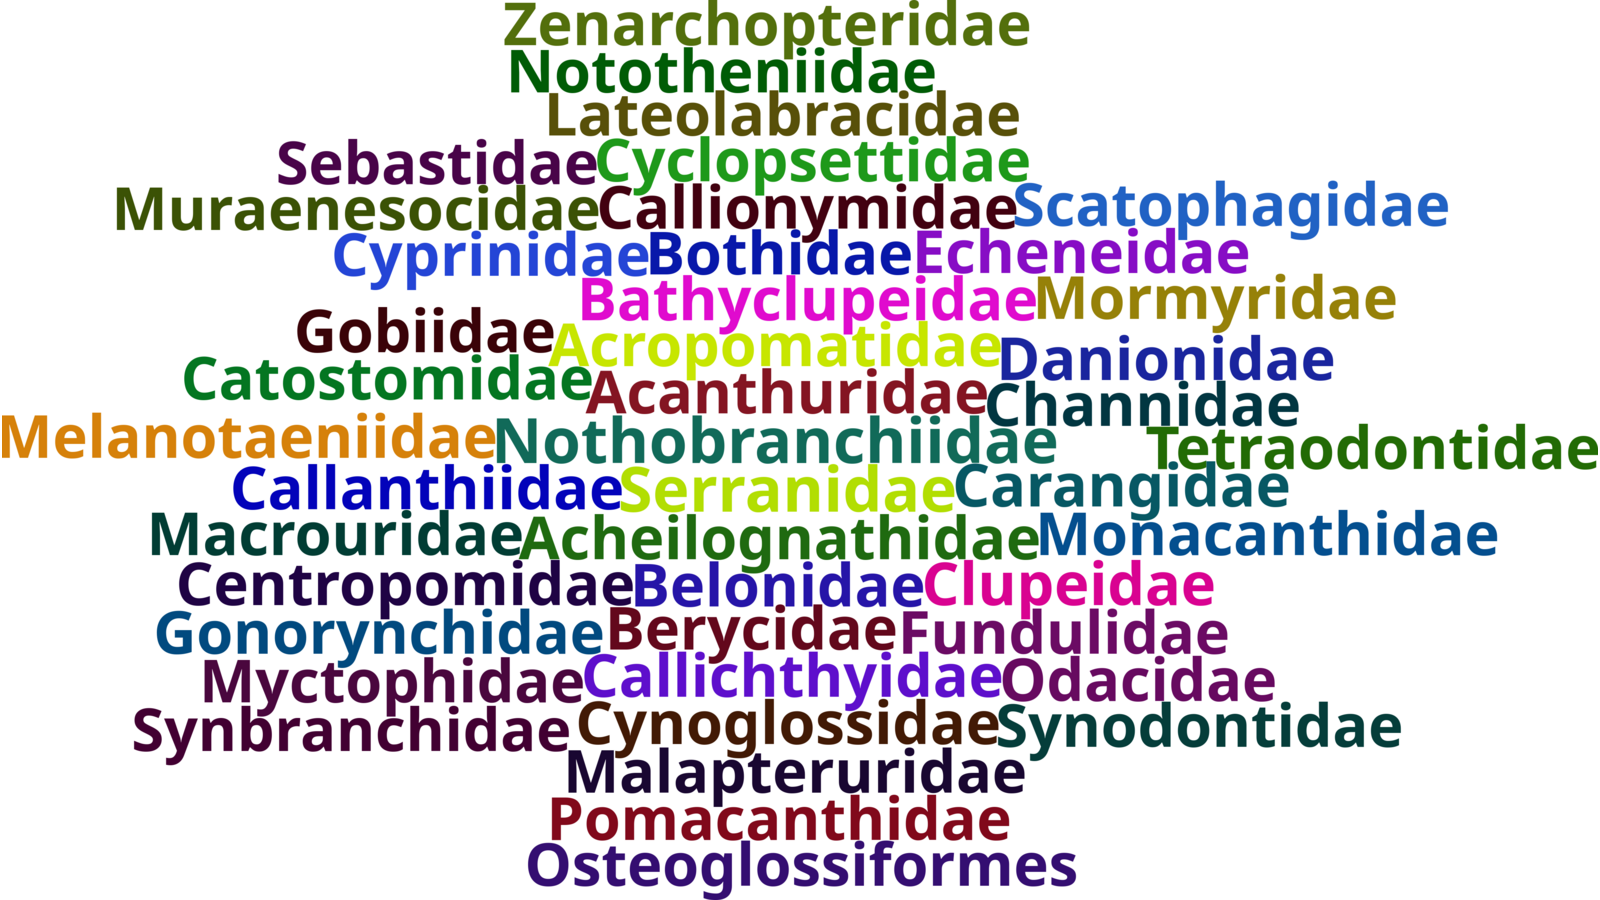 Zenarchopteridae
Nototheniidae
Lateolabracidae
Sebastidae Cyclopsettidae
Muraenesocidae Callionymidae Scatophagidae
Cyprinidae Bothidae Echeneidae
Bathyclupeidae Mormyridae
Gobiidae Acropomatidae Danionidae
Catostomidae Acanthuridae Channidae
Melanotaeniidae Nothobranchiidae Tetraodontidae
Callanthiidae Serranidae Carangidae
Macrouridae Acheilognathidae Monacanthidae
Centropomidae Belonidae Clupeidae
Gonorynchidae Berycidae Fundulidae
Myctophidae Callichthyidae Odacidae
Synbranchidae Cynoglossidae Synodontidae
Malapteruridae
Pomacanthidae
Osteoglossiformes